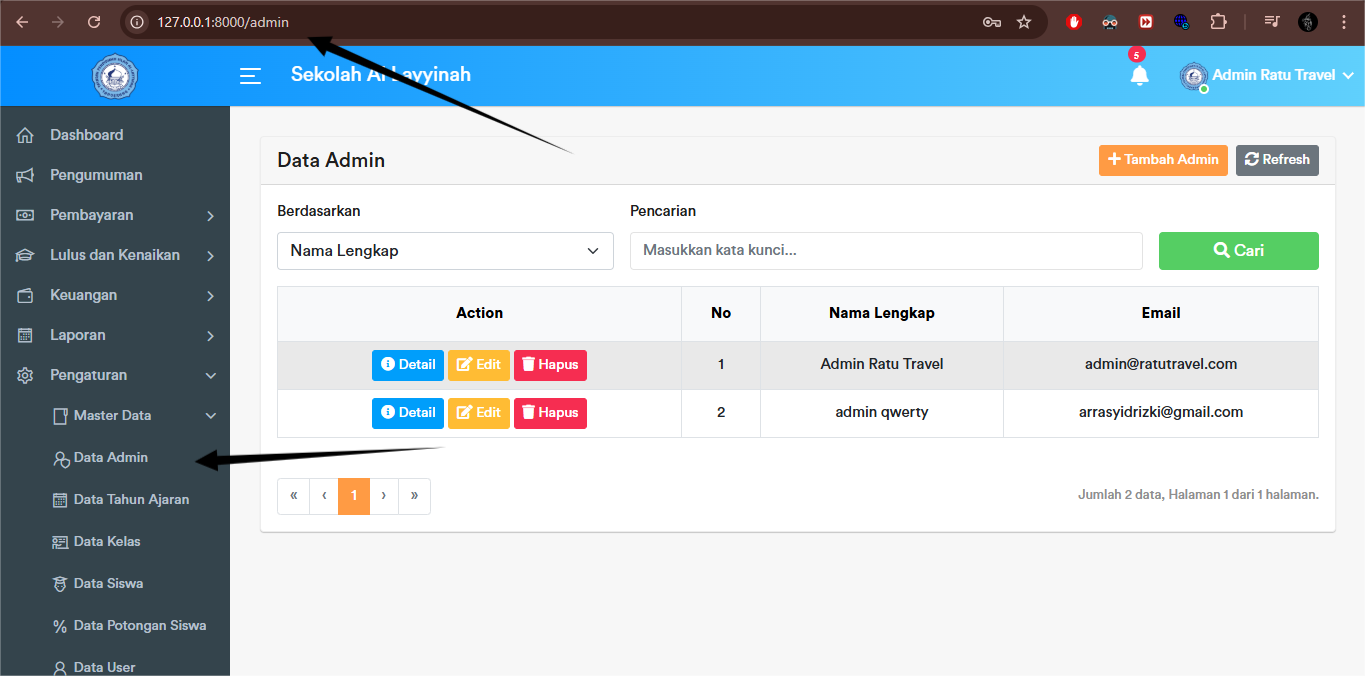 127.0.0.1:8000/admin
Sekolah Al Layyinah
5
Admin Ratu Travel
Dashboard
Pengumuman
Pembayaran
Lulus dan Kenaikan
Keuangan
Laporan
Pengaturan
Master Data
Data Admin
Data Tahun Ajaran
Data Kelas
Data Siswa
% Data Potongan Siswa
Data User
Data Admin
+ Tambah Admin
Refresh
Berdasarkan
Pencarian
Nama Lengkap
Masukkan kata kunci...
Cari
Action No Nama Lengkap Email
Detail Edit Hapus 1 Admin Ratu Travel admin@ratutravel.com
Detail Edit Hapus 2 admin qwerty arrasyidrizki@gmail.com
« ‹ 1 › »
Jumlah 2 data, Halaman 1 dari 1 halaman.